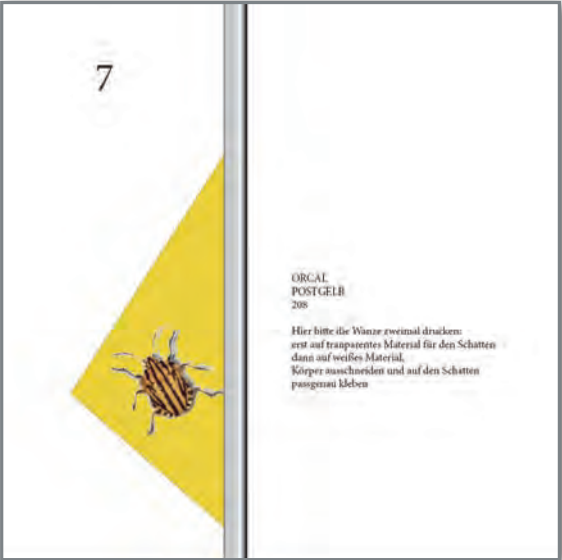 7
ORCAL
POSTGELB
208
Hier bitte die Wanze zweimal drucken:
erst auf tranparentes Material für den Schatten
dann auf weißes Material,
Körper ausschneiden und auf den Schatten
passgenau kleben